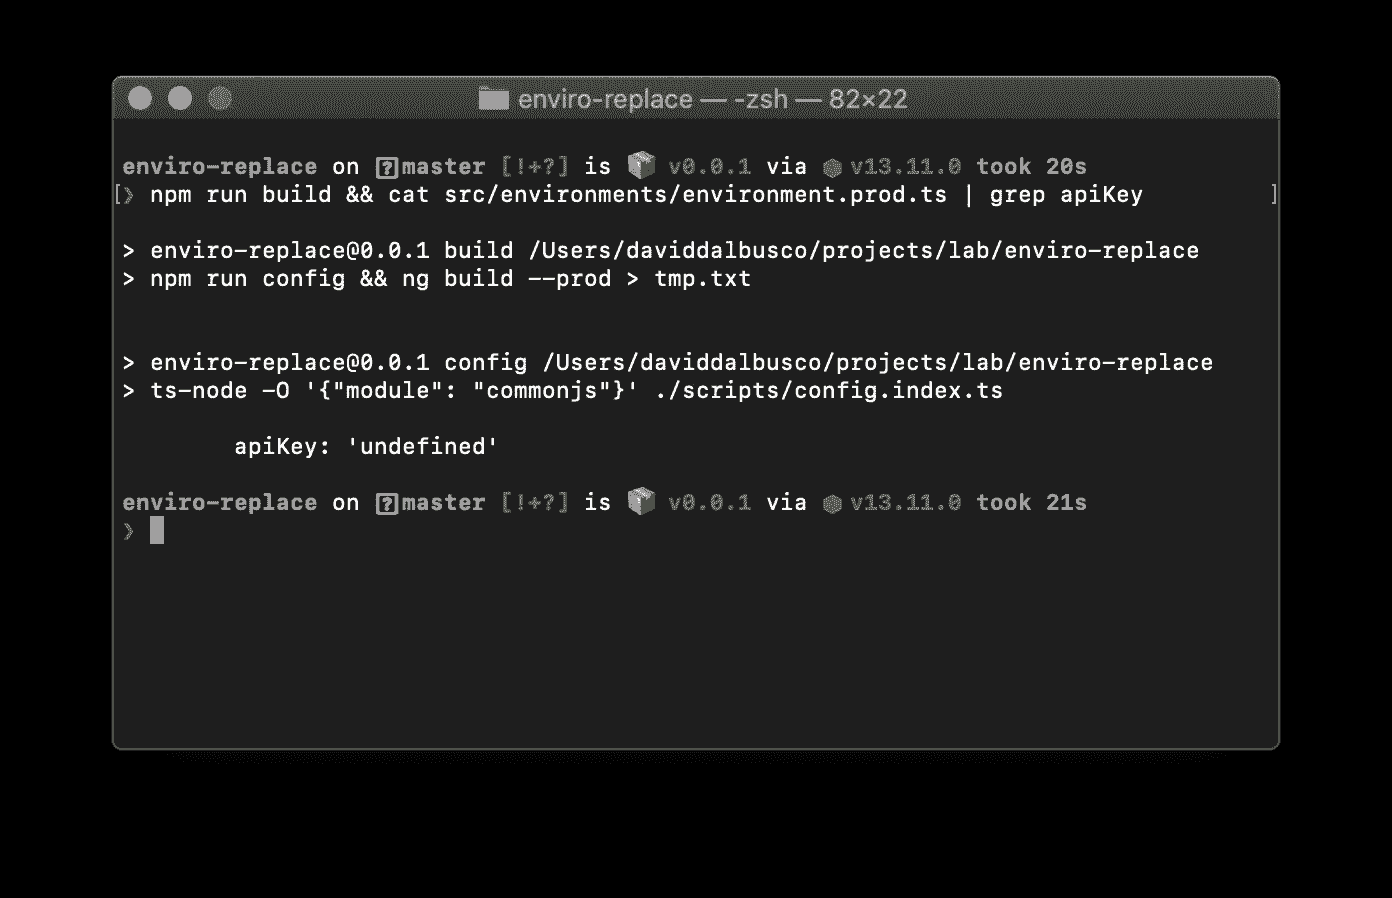 enviro-replace — -zsh — 82×22
enviro-replace on master [!+?] is 📦 v0.0.1 via ⬢ v13.11.0 took 20s
[❯ npm run build && cat src/environments/environment.prod.ts | grep apiKey ]
> enviro-replace@0.0.1 build /Users/daviddalbusco/projects/lab/enviro-replace
> npm run config && ng build --prod > tmp.txt
> enviro-replace@0.0.1 config /Users/daviddalbusco/projects/lab/enviro-replace
> ts-node -O '{"module": "commonjs"}' ./scripts/config.index.ts
apiKey: 'undefined'
enviro-replace on master [!+?] is 📦 v0.0.1 via ⬢ v13.11.0 took 21s
❯